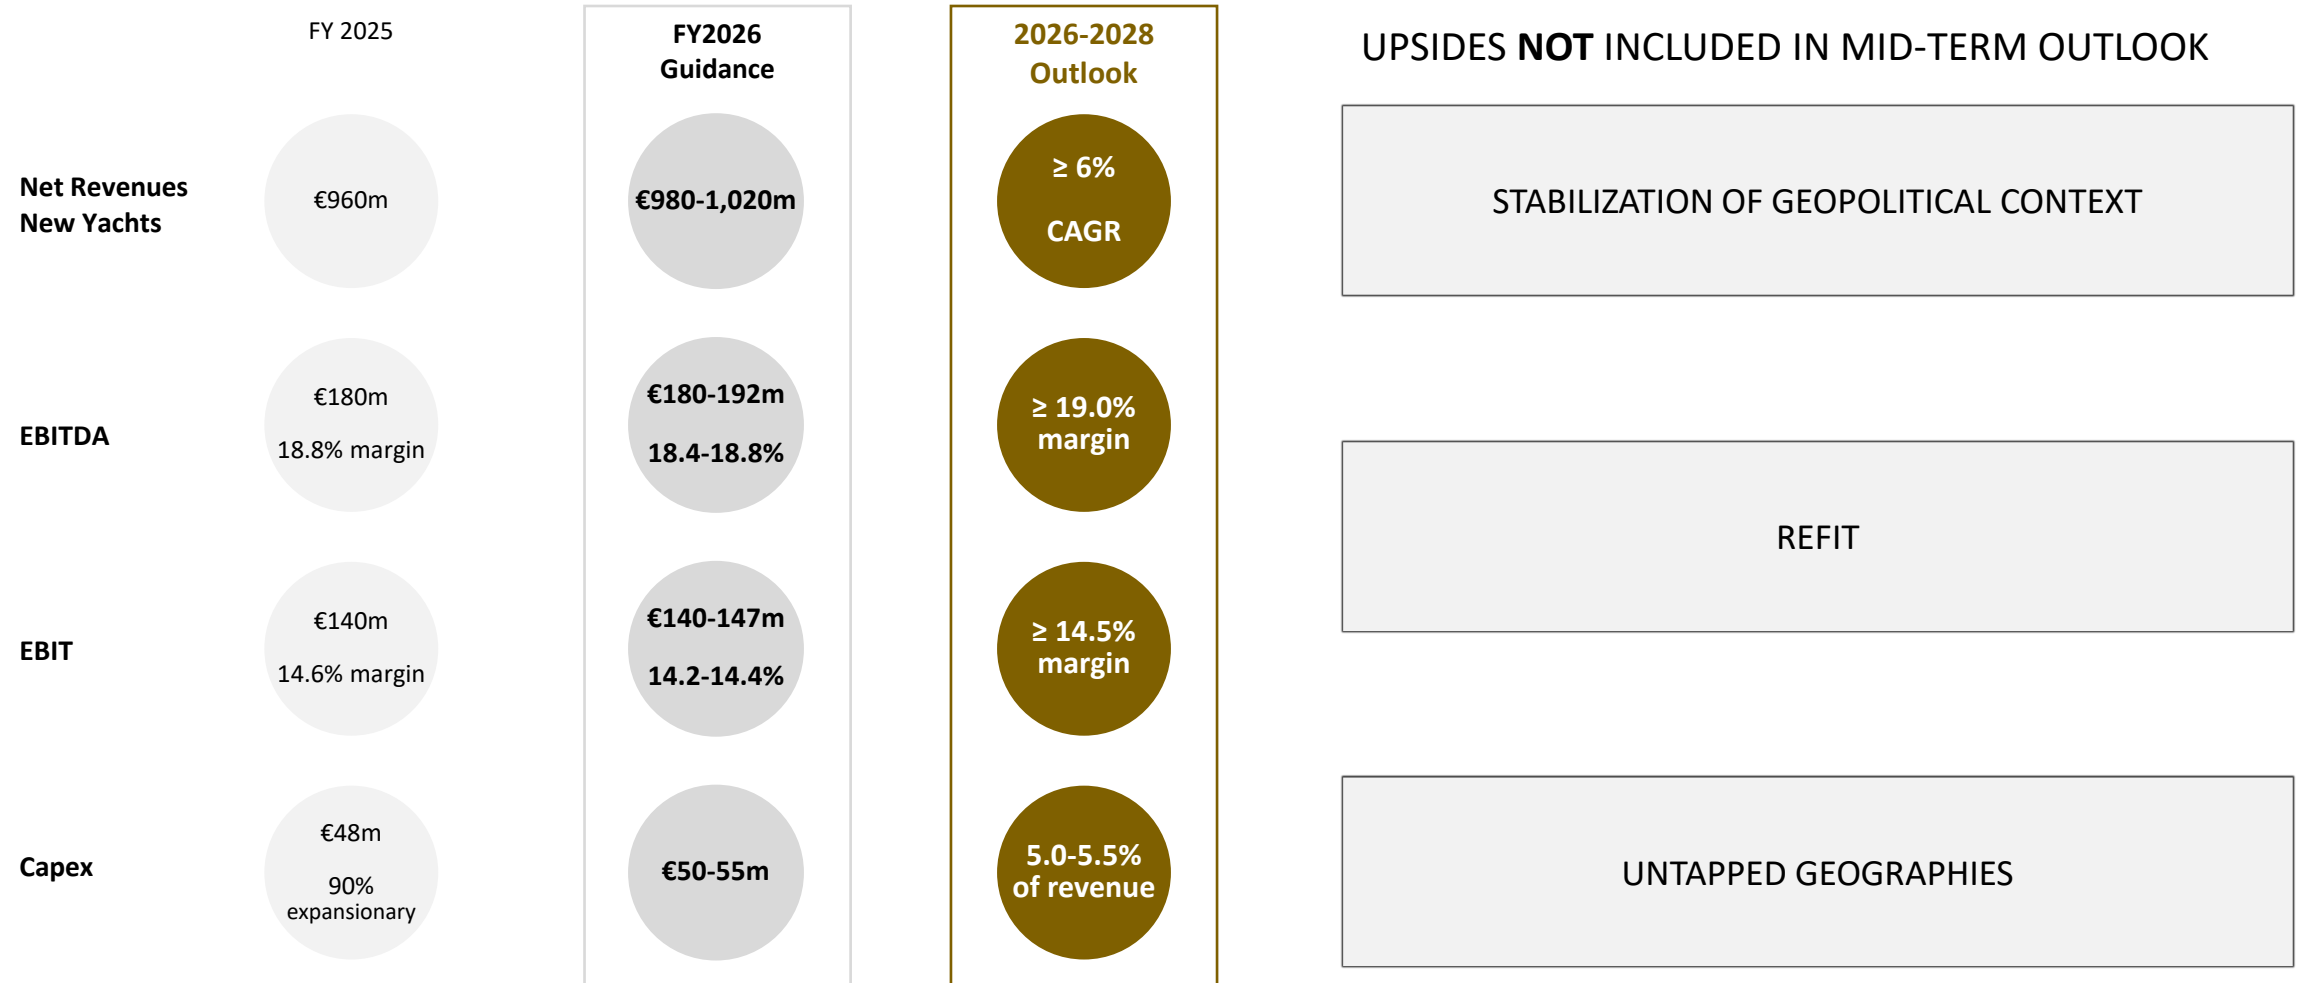 FY 2025
FY2026
Guidance
2026-2028
Outlook
UPSIDES NOT INCLUDED IN MID-TERM OUTLOOK
Net Revenues
New Yachts
€960m
€980-1,020m
≥ 6%
CAGR
STABILIZATION OF GEOPOLITICAL CONTEXT
EBITDA
€180m
18.8% margin
€180-192m
18.4-18.8%
≥ 19.0%
margin
REFIT
EBIT
€140m
14.6% margin
€140-147m
14.2-14.4%
≥ 14.5%
margin
Capex
€48m
90%
expansionary
€50-55m
5.0-5.5%
of revenue
UNTAPPED GEOGRAPHIES